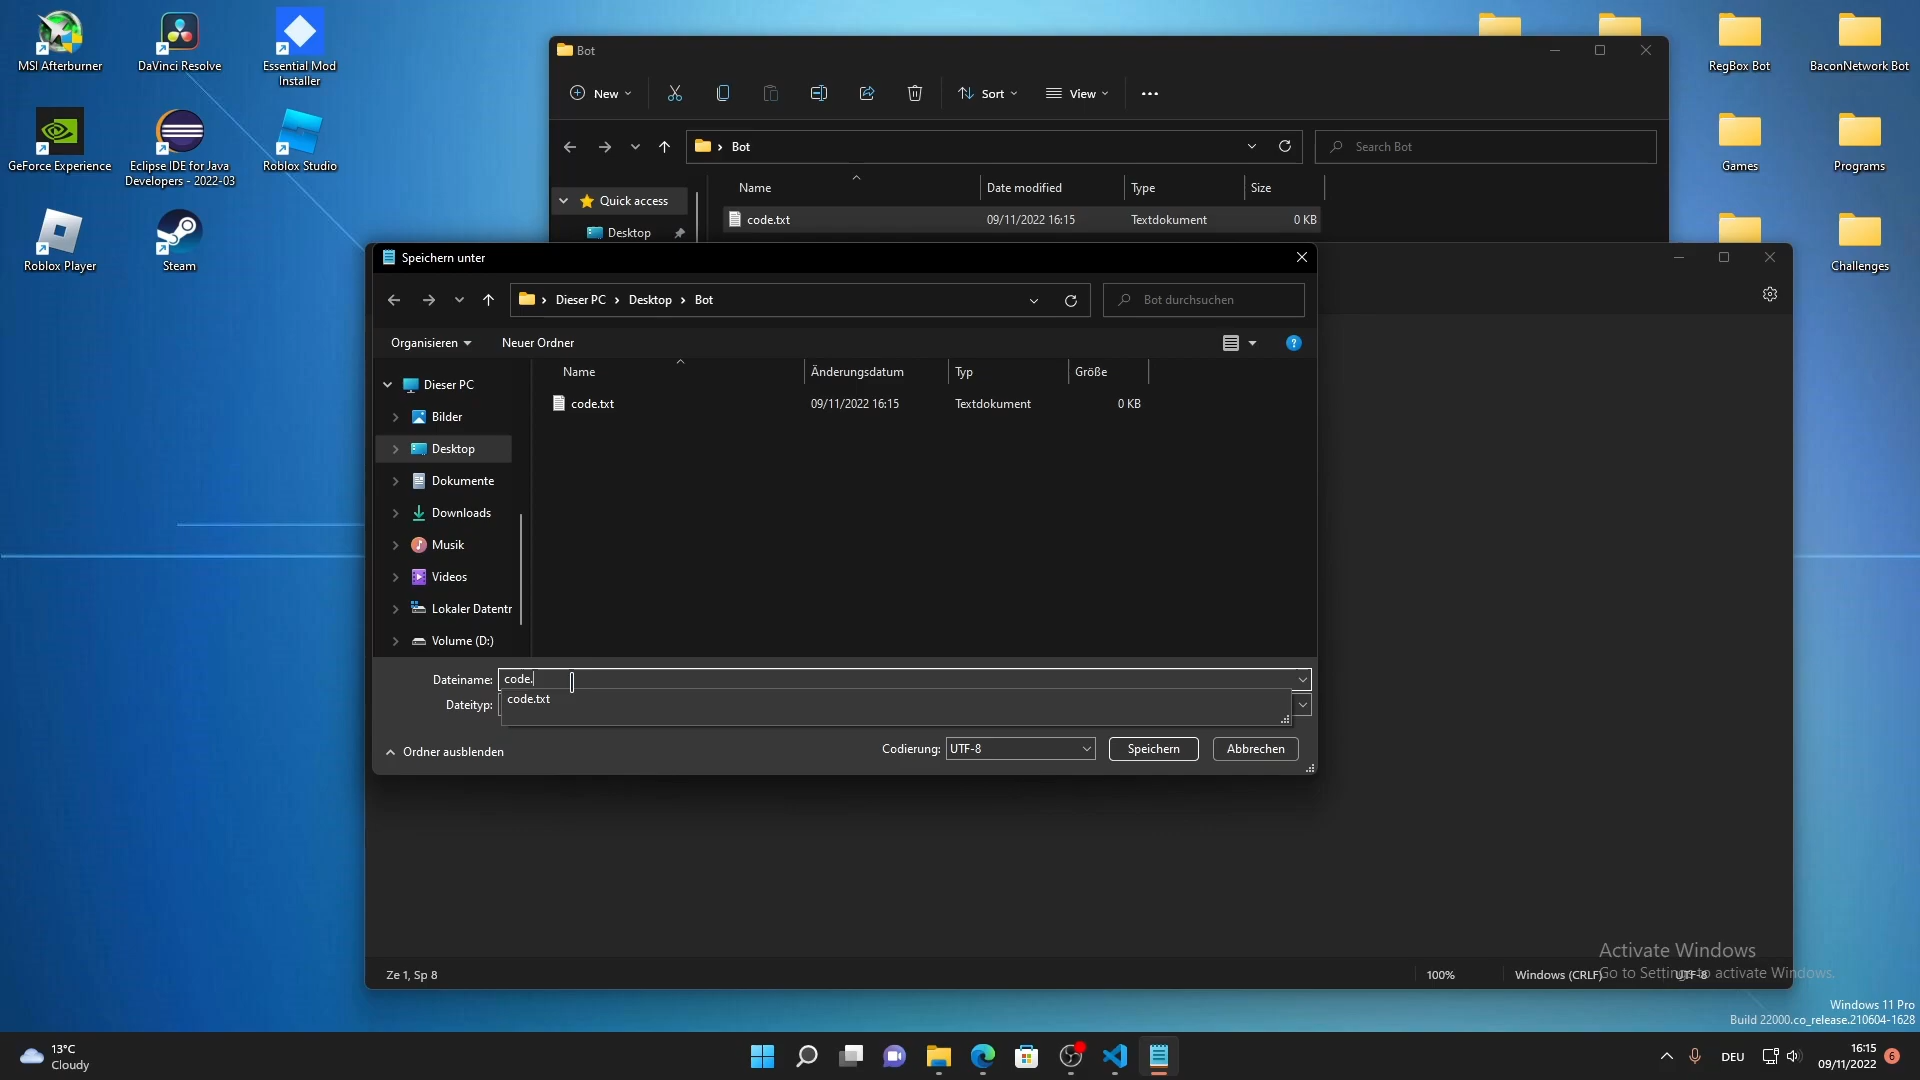 MSI Afterburner
DaVinci Resolve
Essential Mod
Installer
GeForce Experience
Eclipse IDE for Java
Developers - 2022-03
Roblox Studio
Roblox Player
Steam
RegBox Bot
BaconNetwork Bot
Games
Programs
Challenges
Bot
New
Sort
View
Bot
Search Bot
Name
Date modified
Type
Size
Quick access
code.txt
09/11/2022 16:15
Textdokument
0 KB
Desktop
Speichern unter
Dieser PC
Desktop
Bot
Bot durchsuchen
Organisieren
Neuer Ordner
Name
Änderungsdatum
Typ
Größe
Dieser PC
code.txt
09/11/2022 16:15
Textdokument
0 KB
Bilder
Desktop
Dokumente
Downloads
Musik
Videos
Lokaler Datentr
Volume (D:)
Dateiname:
code.
code.txt
Dateityp:
Ordner ausblenden
Codierung:
UTF-8
Speichern
Abbrechen
Ze 1, Sp 8
100%
Windows (CRLF)
UTF-8
Activate Windows
Go to Settings to activate Windows.
Windows 11 Pro
Build 22000.co_release.210604-1628
13°C
Cloudy
DEU
16:15
09/11/2022
6